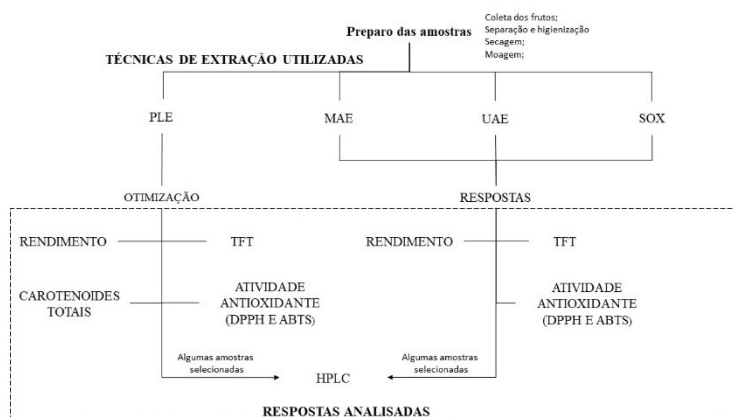 Preparo das amostras
Coleta dos frutos;
Separação e higienização
Secagem;
Moagem;
TÉCNICAS DE EXTRAÇÃO UTILIZADAS
PLE
MAE
UAE
SOX
OTIMIZAÇÃO
RESPOSTAS
RENDIMENTO
TFT
RENDIMENTO
TFT
CAROTENOIDES
TOTAIS
ATIVIDADE
ANTIOXIDANTE
(DPPH E ABTS)
ATIVIDADE
ANTIOXIDANTE
(DPPH E ABTS)
Algumas amostras
selecionadas
HPLC
Algumas amostras
selecionadas
RESPOSTAS ANALISADAS